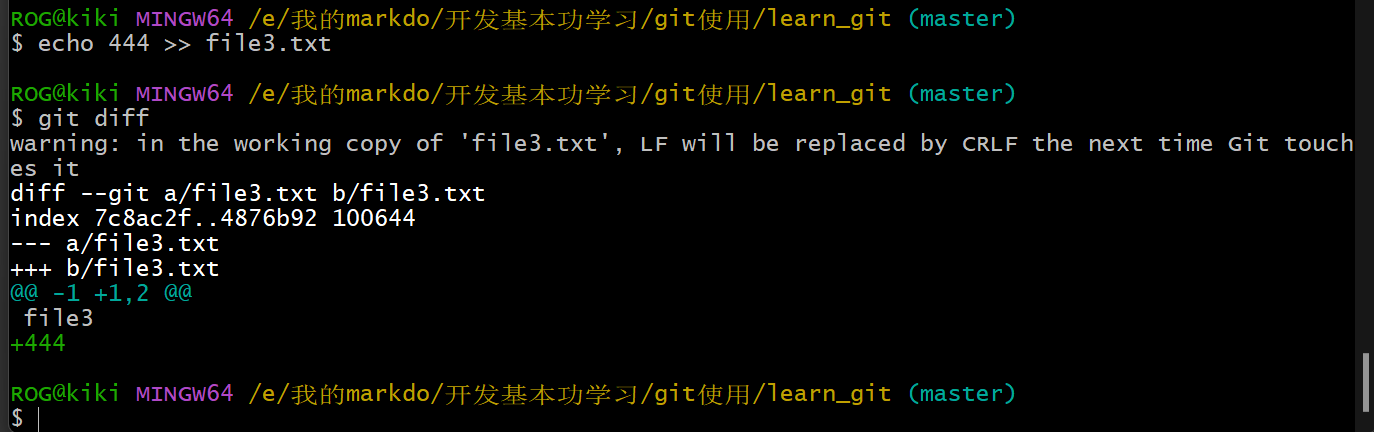 ROG@kiki MINGW64 /e/我的markdo/开发基本功学习/git使用/learn_git (master)
$ echo 444 >> file3.txt
ROG@kiki MINGW64 /e/我的markdo/开发基本功学习/git使用/learn_git (master)
$ git diff
warning: in the working copy of 'file3.txt', LF will be replaced by CRLF the next time Git touch
es it
diff --git a/file3.txt b/file3.txt
index 7c8ac2f..4876b92 100644
--- a/file3.txt
+++ b/file3.txt
@@ -1 +1,2 @@
 file3
+444
ROG@kiki MINGW64 /e/我的markdo/开发基本功学习/git使用/learn_git (master)
$